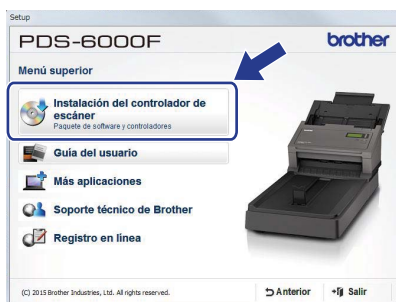 Setup
PDS-6000F
brother
Menú superior
Instalación del controlador de
escáner
Paquete de software y controladores
Guía del usuario
Más aplicaciones
Soporte técnico de Brother
Registro en línea
(C) 2015 Brother Industries, Ltd. All rights reserved.
Anterior
Salir